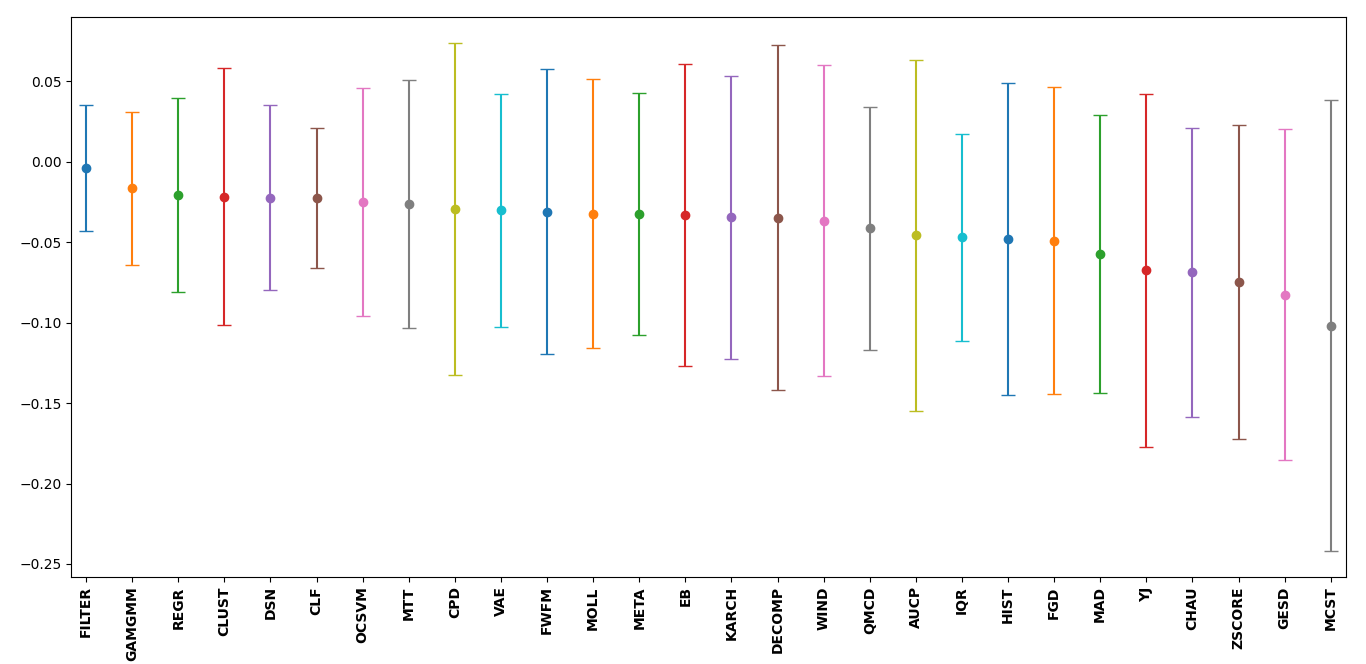 0.05
0.00
−0.05
−0.10
−0.15
−0.20
−0.25
FILTER
GAMGMM
REGR
CLUST
DSN
CLF
OCSVM
MTT
CPD
VAE
FWFM
MOLL
META
EB
KARCH
DECOMP
WIND
QMCD
AUCP
IQR
HIST
FGD
MAD
YJ
CHAU
ZSCORE
GESD
MCST